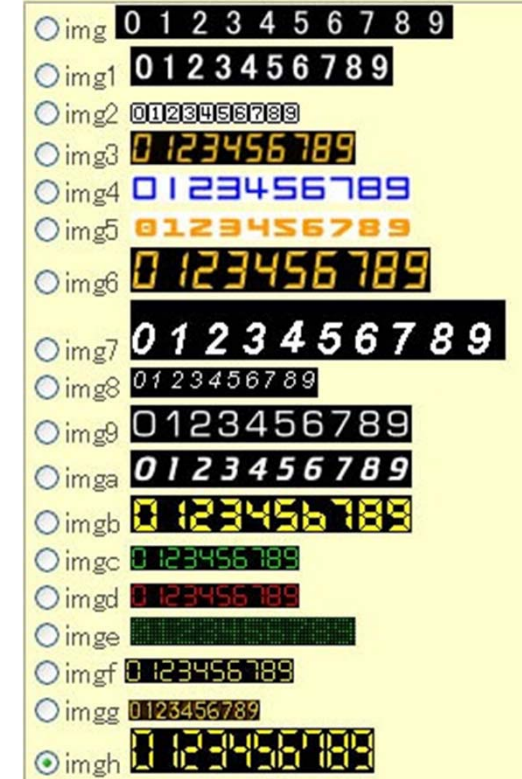 img 0 1 2 3 4 5 6 7 8 9
img1 0123456789
img2 0123456789
img3 0123456789
img4 0123456789
img5 0123456789
img6 0123456789
img7 0123456789
img8 0123456789
img9 0123456789
imga 0123456789
imgb 0123456789
imgc 0123456789
imgd 0123456789
imge 0123456789
imgf 0123456789
imgg 0123456789
imgh 0123456789